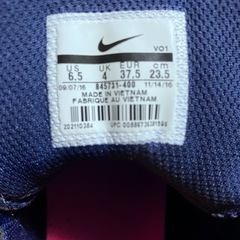 VO1
US UK EUR cm
6.5 4 37.5 23.5
09/07/16 845731-400 11/14/16
MADE IN VIETNAM
FABRIQUE AU VIETNAM
202110384